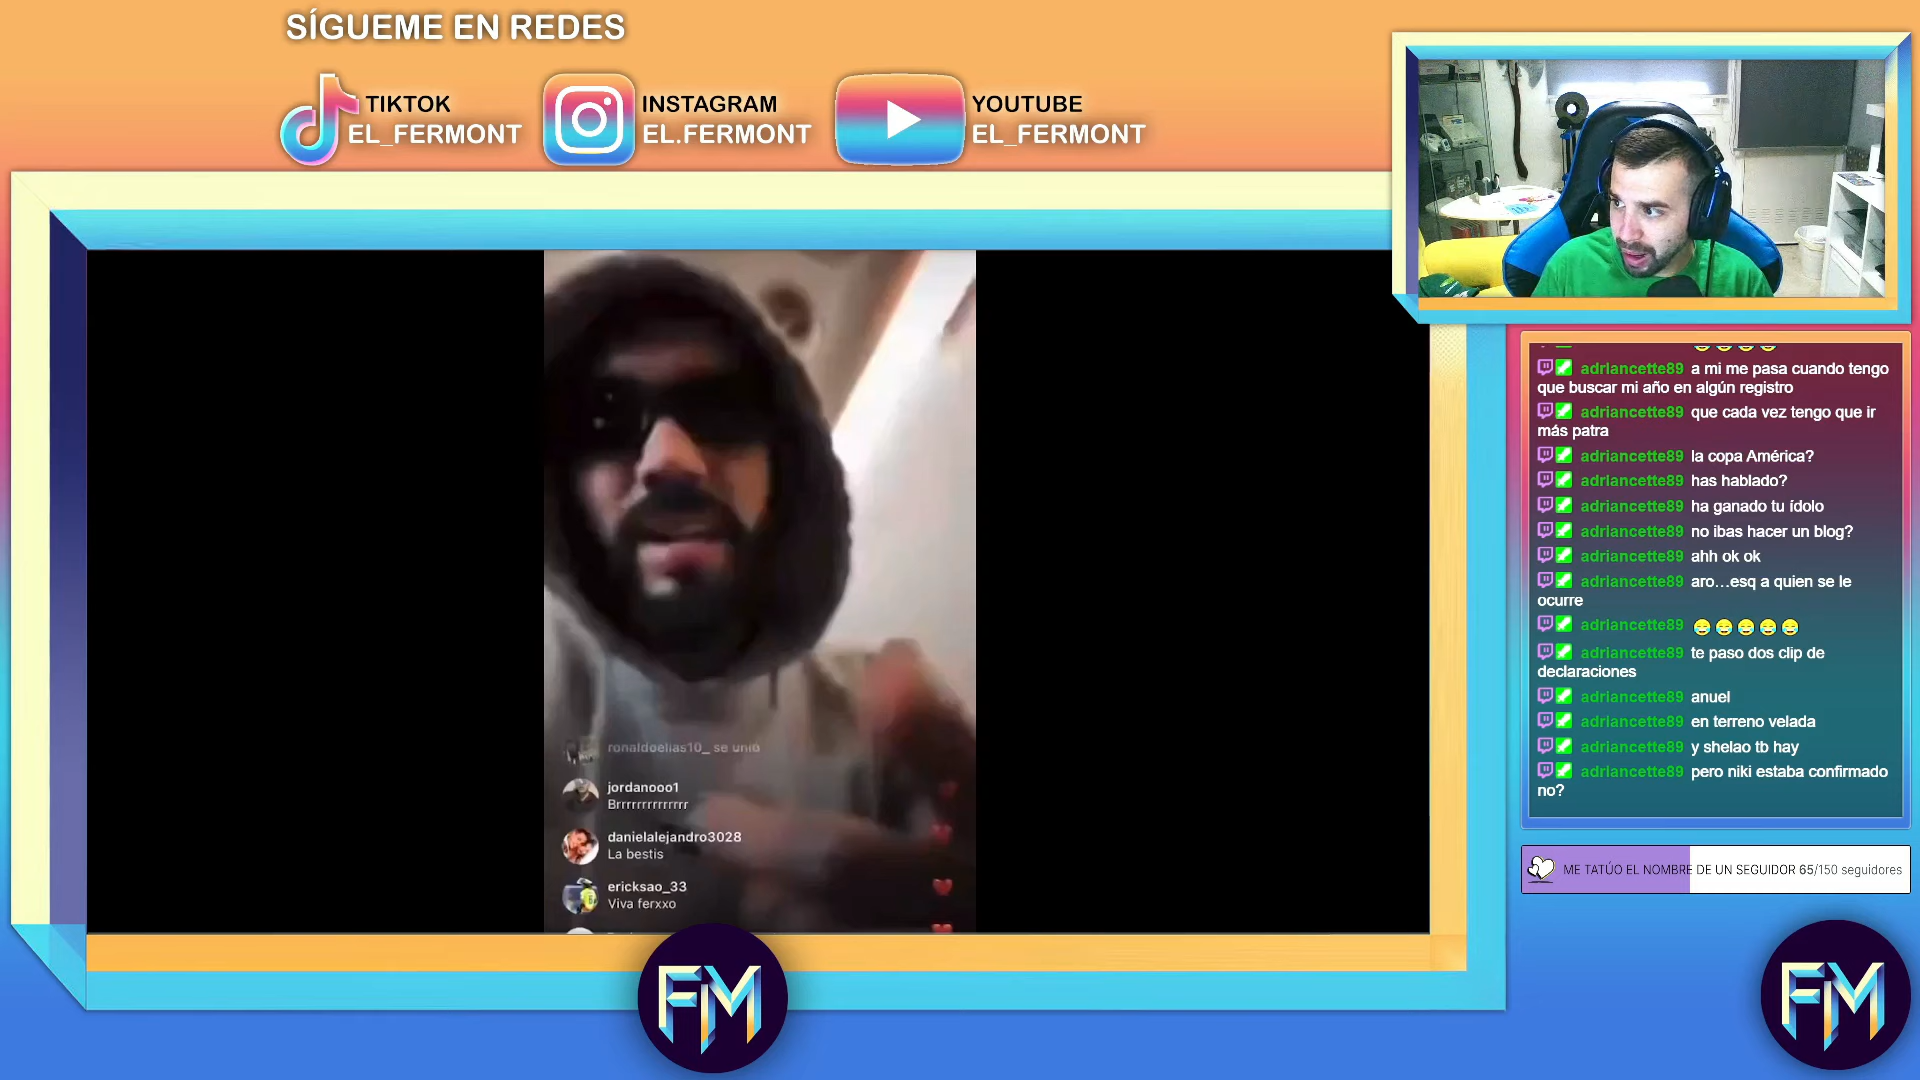 SÍGUEME EN REDES
TIKTOK
EL_FERMONT
INSTAGRAM
EL.FERMONT
YOUTUBE
EL_FERMONT
ronaldoelias10_ se unió
jordanooo1
Brrrrrrrrrrrrrr
danielalejandro3028
La bestis
ericksao_33
Viva ferxxo
adriancette89 a mi me pasa cuando tengo
que buscar mi año en algún registro
adriancette89 que cada vez tengo que ir
más patra
adriancette89 la copa América?
adriancette89 has hablado?
adriancette89 ha ganado tu ídolo
adriancette89 no ibas hacer un blog?
adriancette89 ahh ok ok
adriancette89 aro…esq a quien se le
ocurre
adriancette89 😂😂😂😂😂
adriancette89 te paso dos clip de
declaraciones
adriancette89 anuel
adriancette89 en terreno velada
adriancette89 y shelao tb hay
adriancette89 pero niki estaba confirmado
no?
ME TATÚO EL NOMBRE DE UN SEGUIDOR 65/150 seguidores
FM
FM